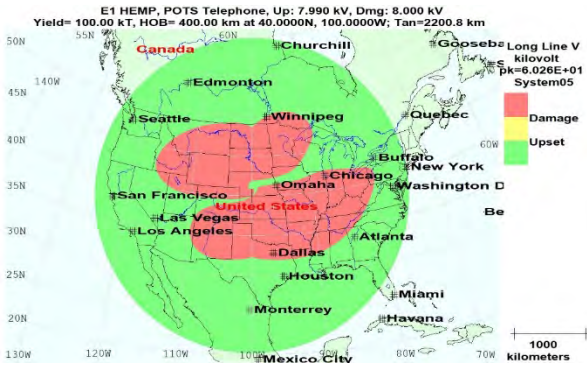 E1 HEMP, POTS Telephone, Up: 7.990 kV, Dmg: 8.000 kV
Yield= 100.00 kT, HOB= 400.00 km at 40.0000N, 100.0000W; Tan=2200.8 km
50N
55N
60N
Canada
Churchill
Gooseba
Long Line V
kilovolt
pk=6.026E+01
System05
140W
Edmonton
45N
Seattle
Winnipeg
Quebec
Damage
Upset
40N
60W
Buffalo
New York
Chicago
35N
San Francisco
Omaha
Washington D
United States
Be
Las Vegas
30N
Los Angeles
Atlanta
Dallas
25N
Houston
Monterrey
Miami
20N
Havana
1000
kilometers
130W
120W
110W
100W
Mexico City
90W
80W
70W